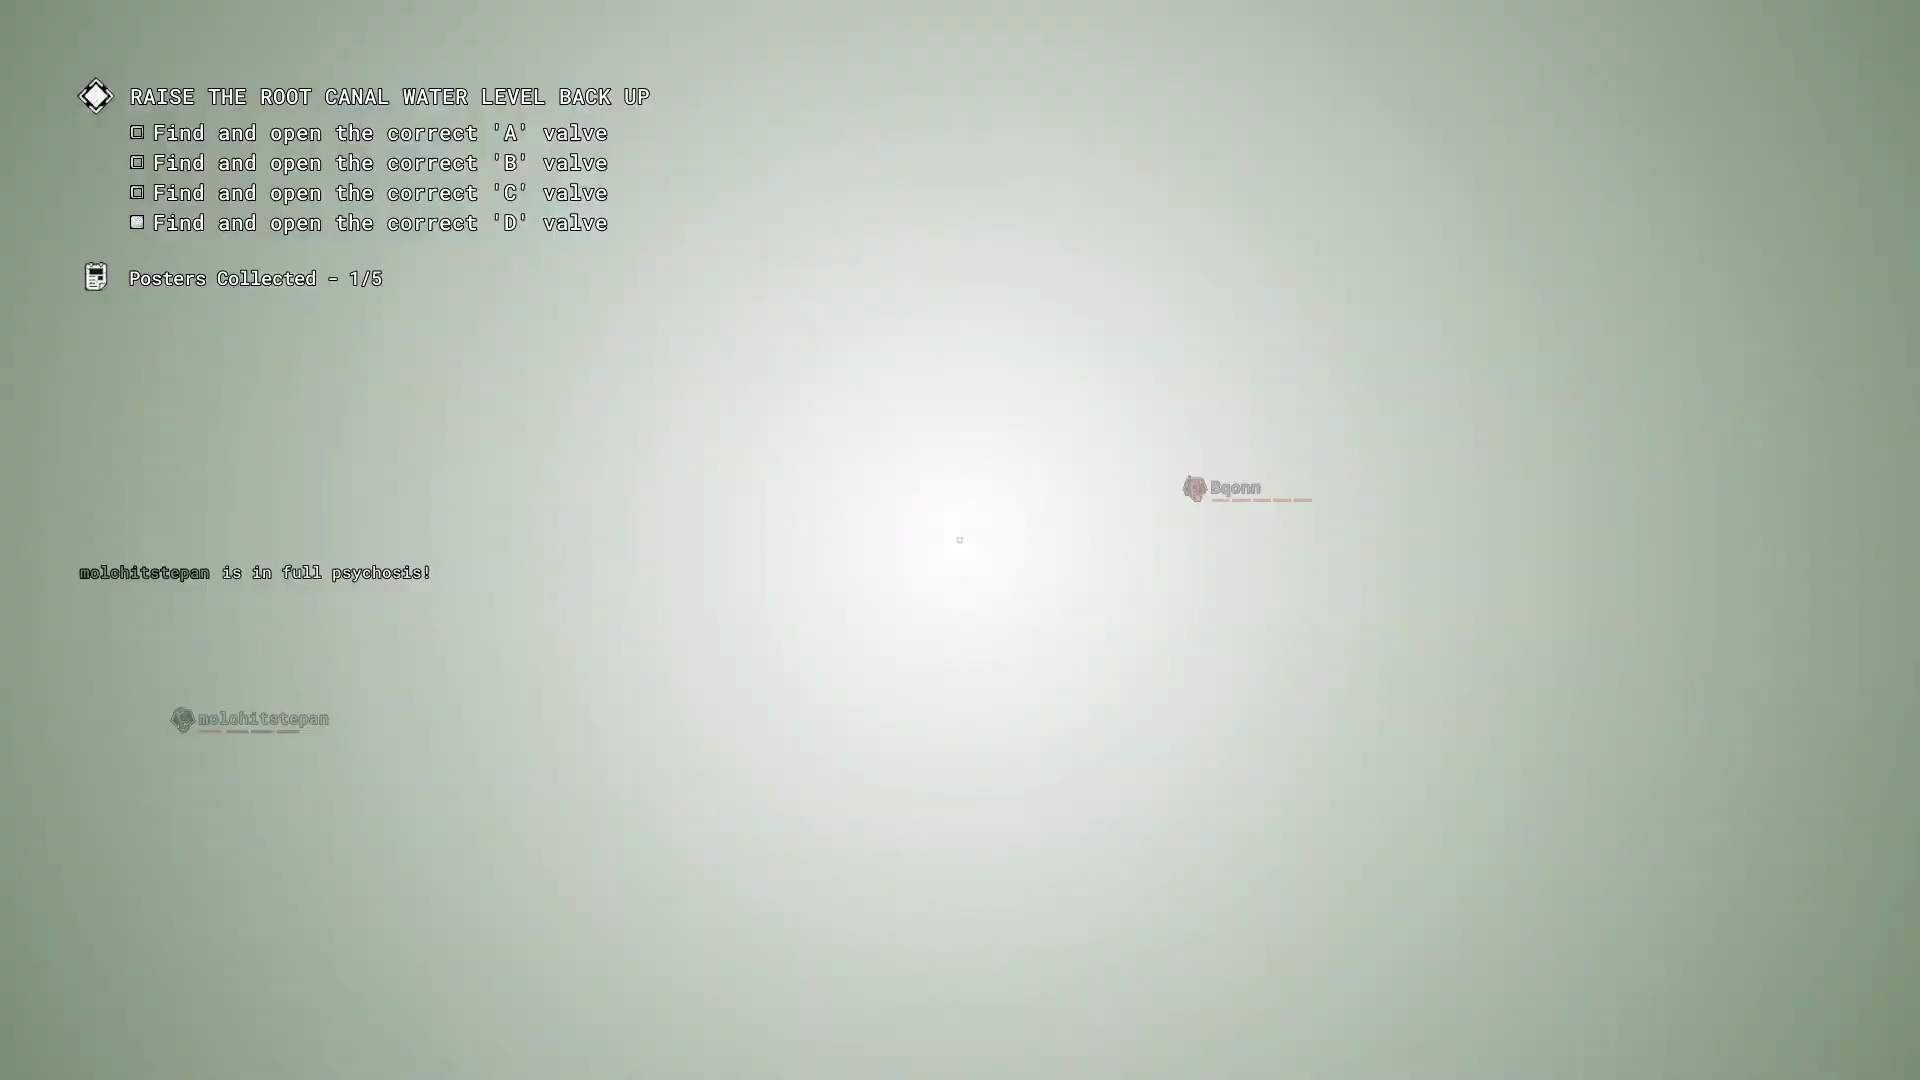 RAISE THE ROOT CANAL WATER LEVEL BACK UP
Find and open the correct 'A' valve
Find and open the correct 'B' valve
Find and open the correct 'C' valve
Find and open the correct 'D' valve
Posters Collected - 1/5
Bqonn
molchitstepan is in full psychosis!
molchitstepan